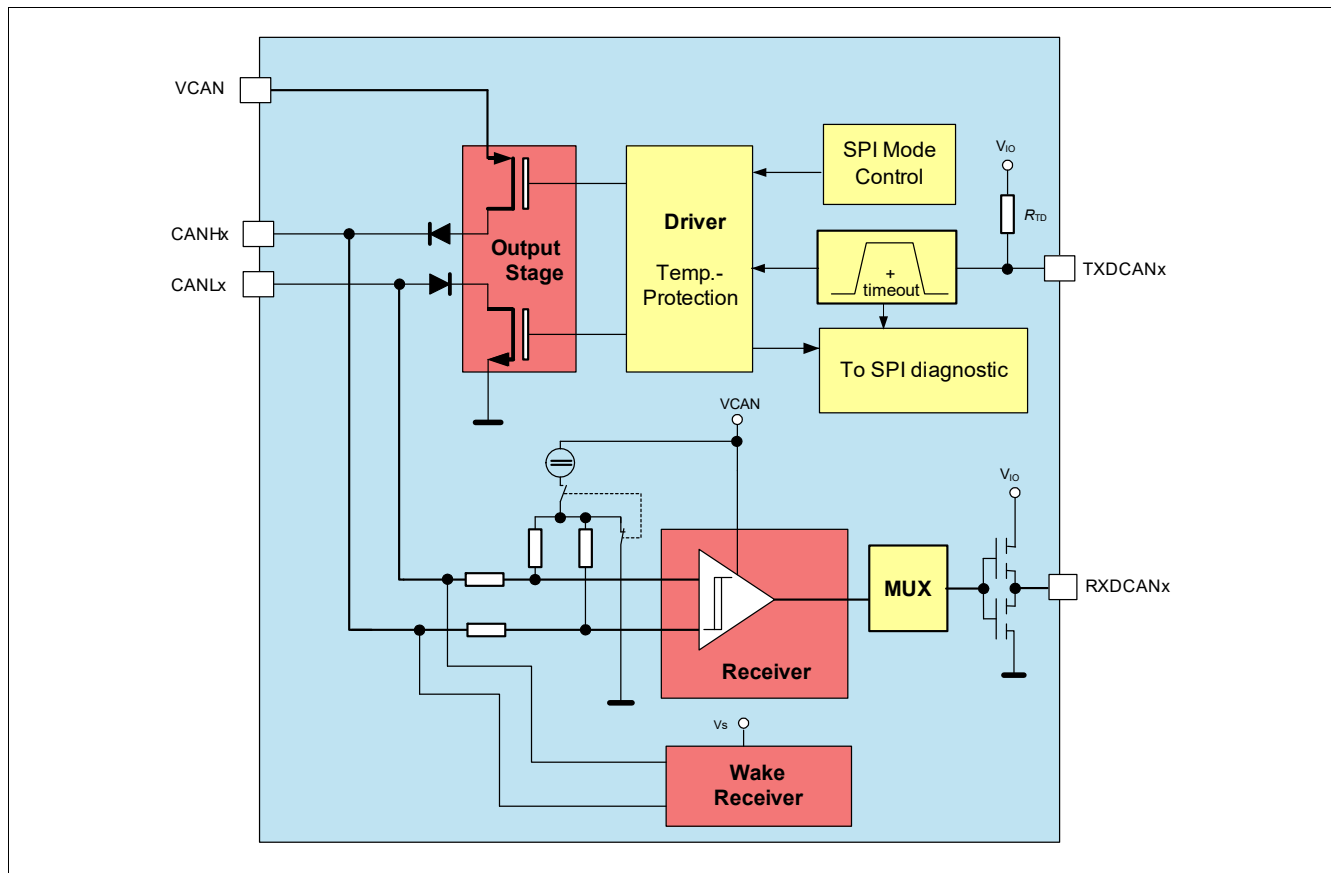 VCAN
SPI Mode
Control
VIO
RTD
CANHx
CANLx
Output
Stage
Driver
Temp.-
Protection
+
timeout
TXDCANx
To SPI diagnostic
VCAN
VIO
MUX
RXDCANx
Receiver
Vs
Wake
Receiver